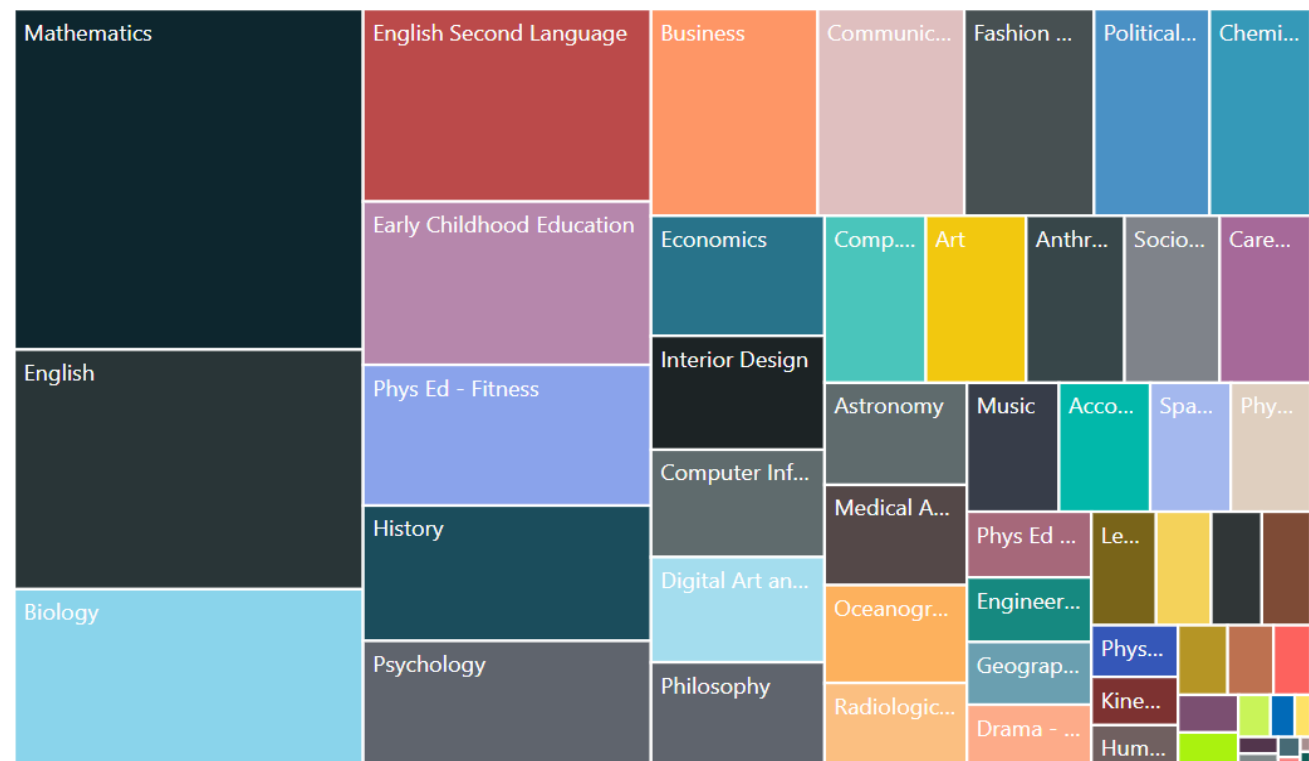 Mathematics
English
Biology
English Second Language
Early Childhood Education
Phys Ed - Fitness
History
Psychology
Business
Communic...
Fashion ...
Political...
Chemi...
Economics
Interior Design
Computer Inf...
Digital Art an...
Philosophy
Comp....
Art
Anthr...
Socio...
Care...
Astronomy
Medical A...
Oceanogr...
Radiologic...
Music
Acco...
Spa...
Phy...
Phys Ed ...
Engineer...
Geograp...
Drama - ...
Le...
Phys...
Kine...
Hum...